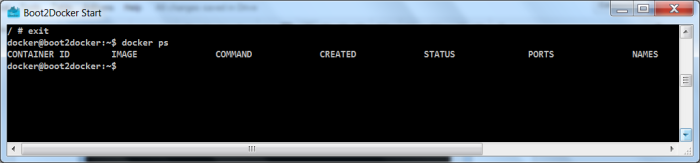 Boot2Docker Start
/ # exit
docker@boot2docker:~$ docker ps
CONTAINER ID IMAGE COMMAND CREATED STATUS PORTS NAMES
docker@boot2docker:~$